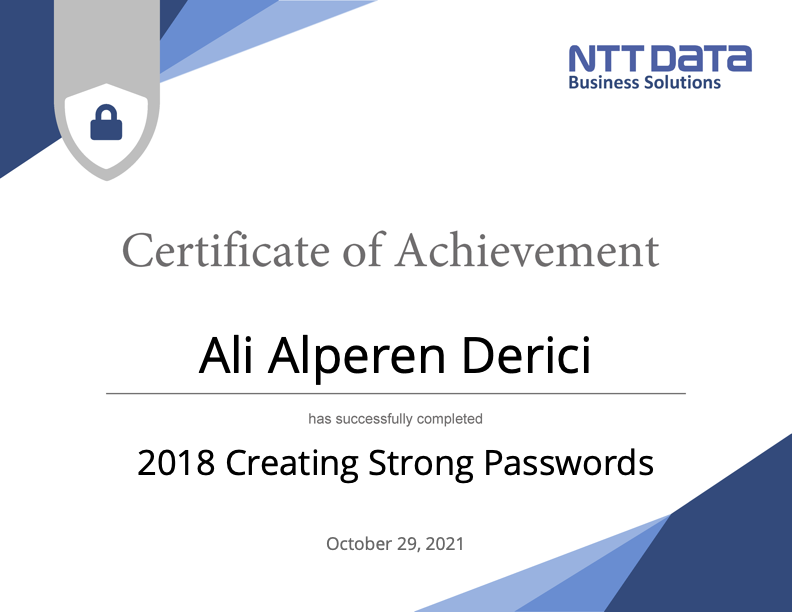 NTT DATA
Business Solutions
Certificate of Achievement
Ali Alperen Derici
has successfully completed
2018 Creating Strong Passwords
October 29, 2021